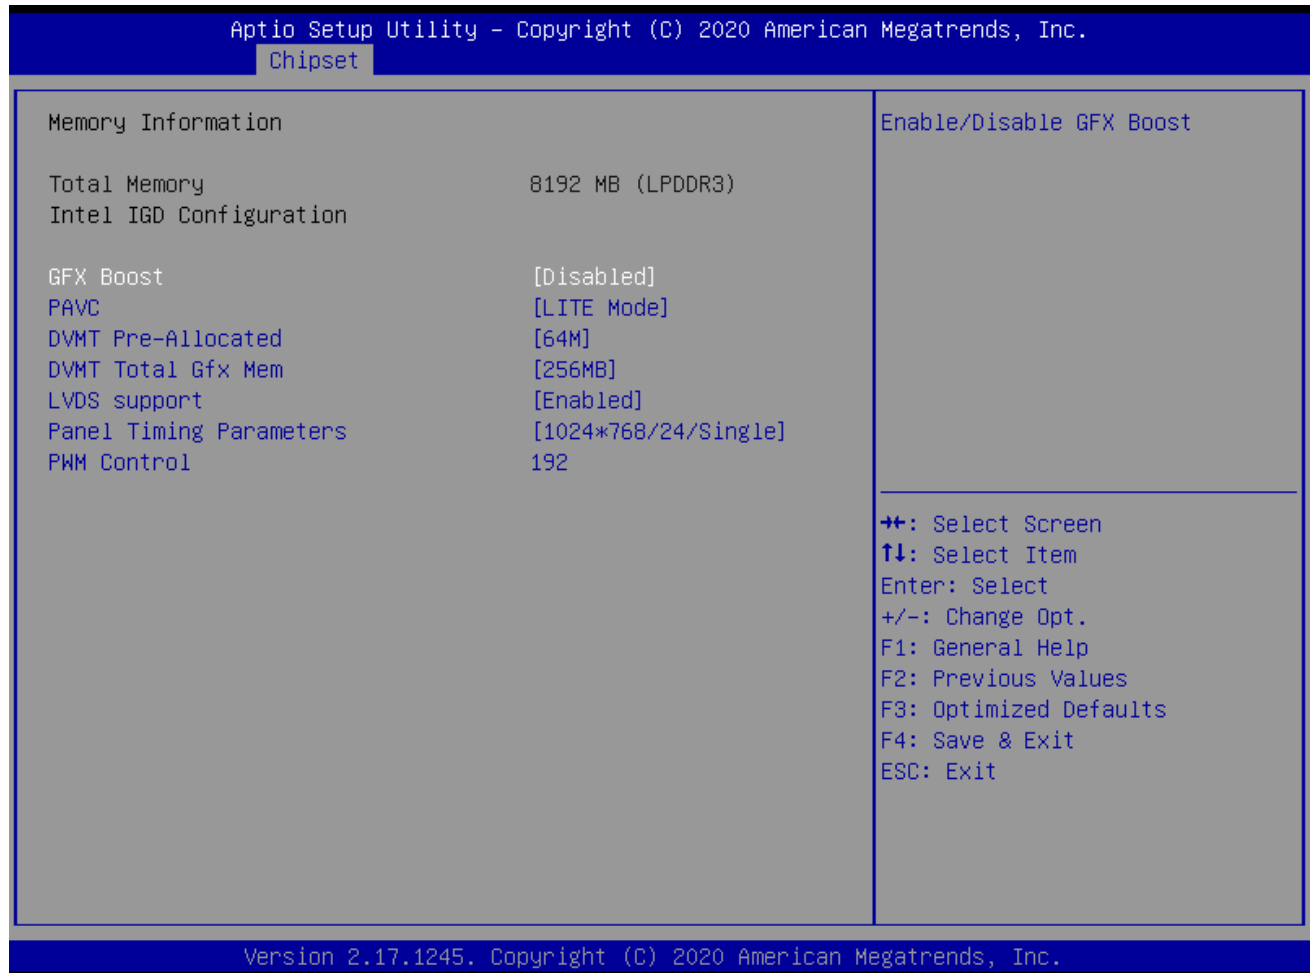 Aptio Setup Utility – Copyright (C) 2020 American Megatrends, Inc.
Chipset
Memory Information
Total Memory 8192 MB (LPDDR3)
Intel IGD Configuration
GFX Boost [Disabled]
PAVC [LITE Mode]
DVMT Pre-Allocated [64M]
DVMT Total Gfx Mem [256MB]
LVDS support [Enabled]
Panel Timing Parameters [1024*768/24/Single]
PWM Control 192
Enable/Disable GFX Boost
→←: Select Screen
↑↓: Select Item
Enter: Select
+/-: Change Opt.
F1: General Help
F2: Previous Values
F3: Optimized Defaults
F4: Save & Exit
ESC: Exit
Version 2.17.1245. Copyright (C) 2020 American Megatrends, Inc.